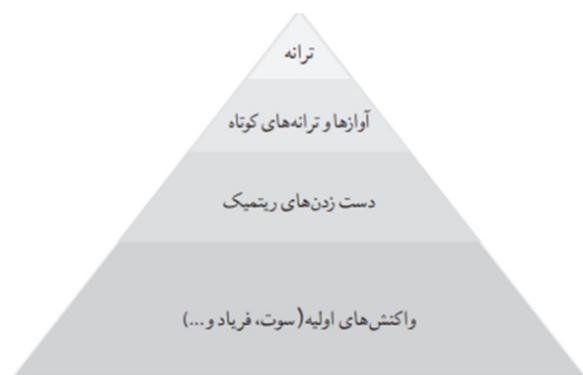 ترانه
آوازها و ترانه‌های کوتاه
دست زدن‌های ریتمیک
واکنش‌های اولیه(سوت، فریاد و...)